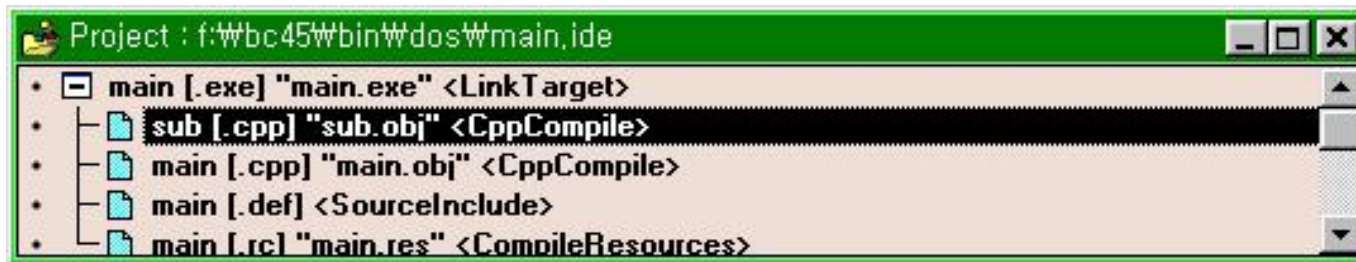 Project : f:₩bc45₩bin₩dos₩main,ide
main [.exe] "main.exe" <LinkTarget>
sub [.cpp] "sub.obj" <CppCompile>
main [.cpp] "main.obj" <CppCompile>
main [.def] <SourceInclude>
main [.rc] "main.res" <CompileResources>